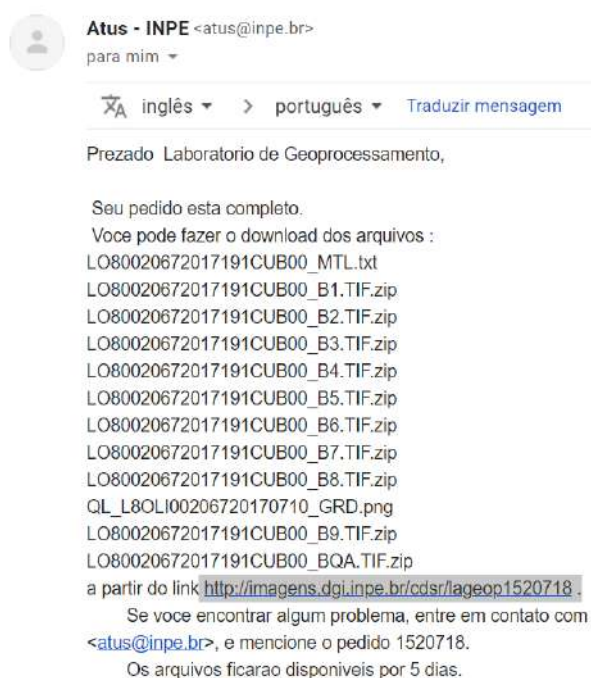 Atus - INPE <atus@inpe.br>
para mim
inglês > português Traduzir mensagem
Prezado Laboratorio de Geoprocessamento,
Seu pedido esta completo.
Voce pode fazer o download dos arquivos :
LO80020672017191CUB00_MTL.txt
LO80020672017191CUB00_B1.TIF.zip
LO80020672017191CUB00_B2.TIF.zip
LO80020672017191CUB00_B3.TIF.zip
LO80020672017191CUB00_B4.TIF.zip
LO80020672017191CUB00_B5.TIF.zip
LO80020672017191CUB00_B6.TIF.zip
LO80020672017191CUB00_B7.TIF.zip
LO80020672017191CUB00_B8.TIF.zip
QL_L8OLI00206720170710_GRD.png
LO80020672017191CUB00_B9.TIF.zip
LO80020672017191CUB00_BQA.TIF.zip
a partir do link http://imagens.dgi.inpe.br/cdsr/lageop1520718 .
Se voce encontrar algum problema, entre em contato com
<atus@inpe.br>, e mencione o pedido 1520718.
Os arquivos ficarao disponiveis por 5 dias.